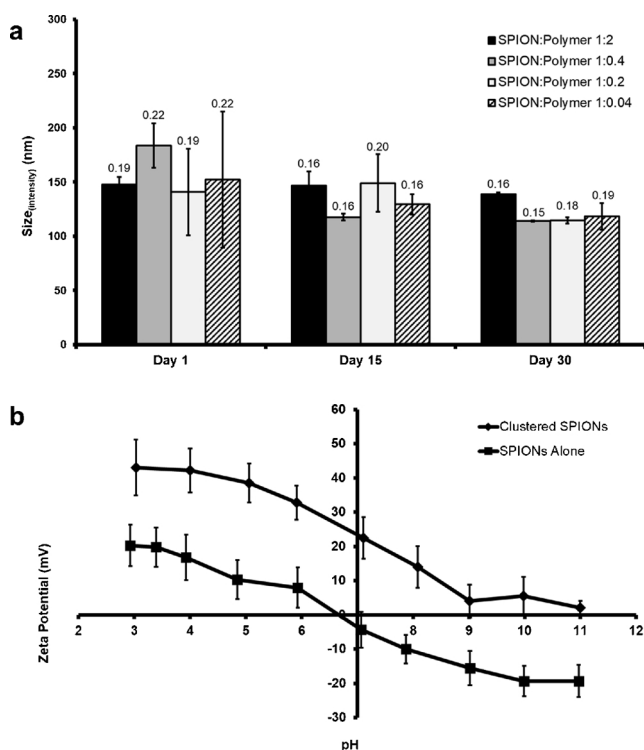 a
300
250
200
150
100
50
0
Size(intensity) (nm)
SPION:Polymer 1:2
SPION:Polymer 1:0.4
SPION:Polymer 1:0.2
SPION:Polymer 1:0.04
0.19
0.22
0.19
0.22
0.16
0.16
0.20
0.16
0.16
0.15
0.18
0.19
Day 1
Day 15
Day 30
b
60
50
40
30
20
10
0
-10
-20
-30
Clustered SPIONs
SPIONs Alone
Zeta Potential (mV)
2 3 4 5 6 7 8 9 10 11 12
pH